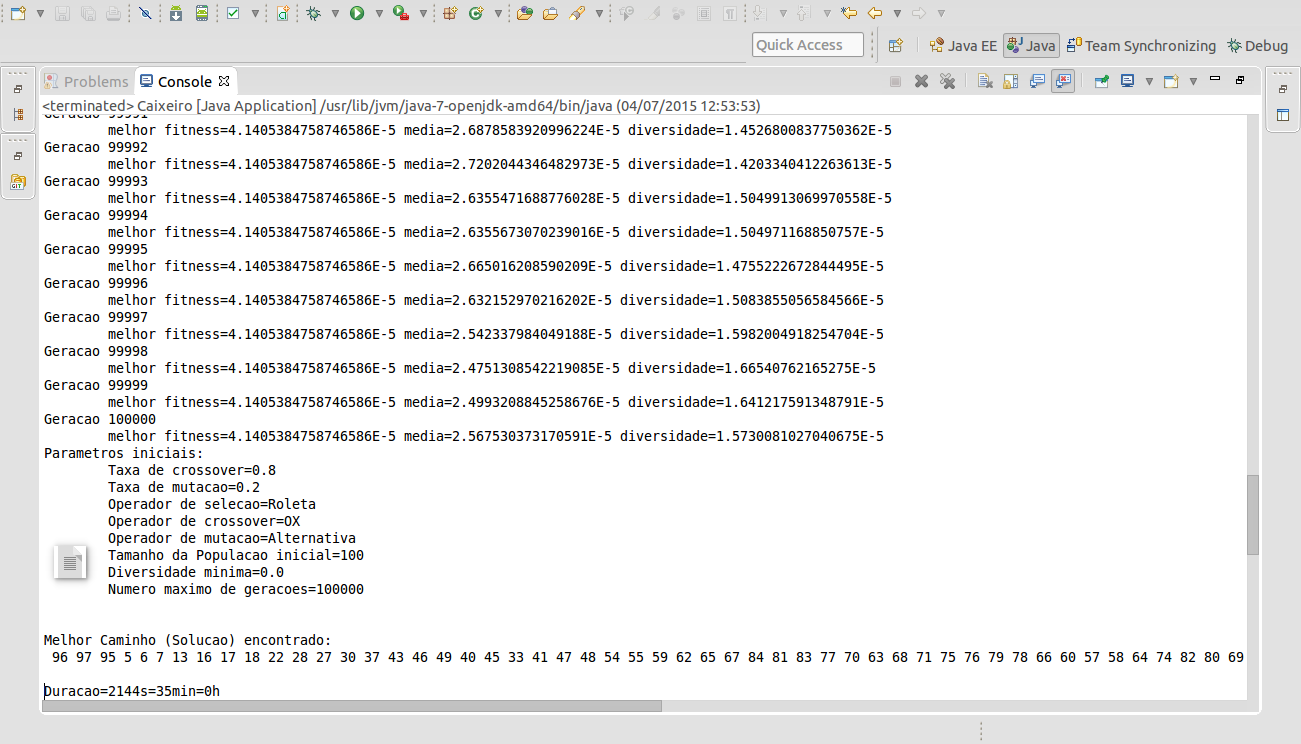 Quick Access
Java EE
Java
Team Synchronizing
Debug
Problems
Console
<terminated> Caixeiro [Java Application] /usr/lib/jvm/java-7-openjdk-amd64/bin/java (04/07/2015 12:53:53)
Geracao 99991
melhor fitness=4.1405384758746586E-5 media=2.6878583920996224E-5 diversidade=1.4526800837750362E-5
Geracao 99992
melhor fitness=4.1405384758746586E-5 media=2.7202044346482973E-5 diversidade=1.4203340412263613E-5
Geracao 99993
melhor fitness=4.1405384758746586E-5 media=2.6355471688776028E-5 diversidade=1.5049913069970558E-5
Geracao 99994
melhor fitness=4.1405384758746586E-5 media=2.6355673070239016E-5 diversidade=1.504971168850757E-5
Geracao 99995
melhor fitness=4.1405384758746586E-5 media=2.665016208590209E-5 diversidade=1.4755222672844495E-5
Geracao 99996
melhor fitness=4.1405384758746586E-5 media=2.632152970216202E-5 diversidade=1.5083855056584566E-5
Geracao 99997
melhor fitness=4.1405384758746586E-5 media=2.542337984049188E-5 diversidade=1.5982004918254704E-5
Geracao 99998
melhor fitness=4.1405384758746586E-5 media=2.4751308542219085E-5 diversidade=1.66540762165275E-5
Geracao 99999
melhor fitness=4.1405384758746586E-5 media=2.4993208845258676E-5 diversidade=1.641217591348791E-5
Geracao 100000
melhor fitness=4.1405384758746586E-5 media=2.567530373170591E-5 diversidade=1.5730081027040675E-5
Parametros iniciais:
Taxa de crossover=0.8
Taxa de mutacao=0.2
Operador de selecao=Roleta
Operador de crossover=OX
Operador de mutacao=Alternativa
Tamanho da Populacao inicial=100
Diversidade minima=0.0
Numero maximo de geracoes=100000
Melhor Caminho (Solucao) encontrado:
96 97 95 5 6 7 13 16 17 18 22 28 27 30 37 43 46 49 40 45 33 41 47 48 54 55 59 62 65 67 84 81 83 77 70 63 68 71 75 76 79 78 66 60 57 58 64 74 82 80 69
Duracao=2144s=35min=0h